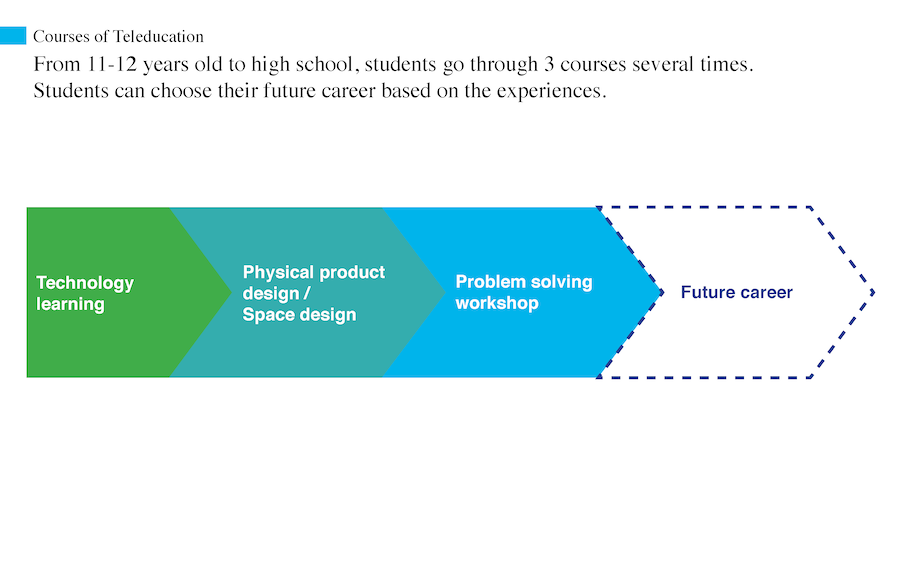 Courses of Teleducation
From 11-12 years old to high school, students go through 3 courses several times.
Students can choose their future career based on the experiences.
Technology
learning
Physical product
design /
Space design
Problem solving
workshop
Future career